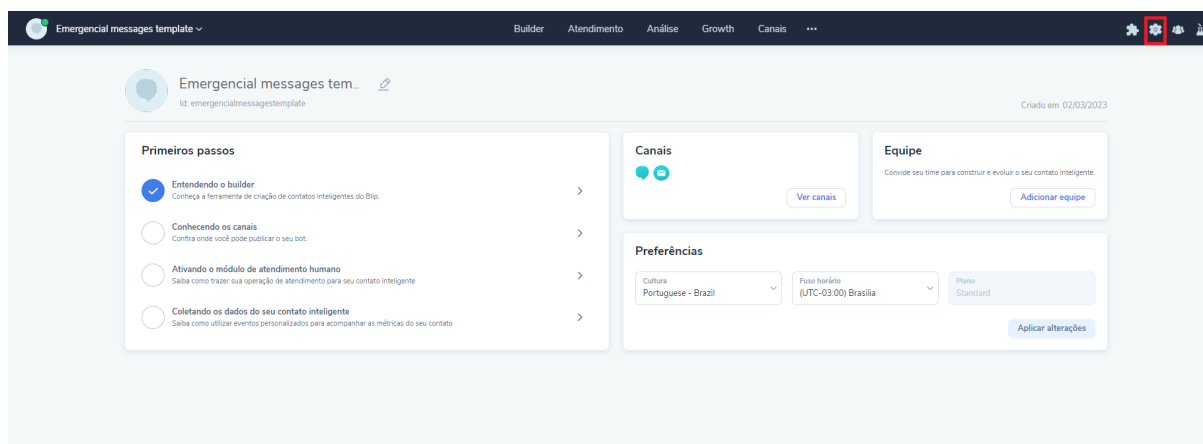 Emergencial messages template
Builder
Atendimento
Análise
Growth
Canais
Emergencial messages tem...
Id: emergencialmessagestemplate
Criado em 02/03/2023
Primeiros passos
Entendendo o builder
Conheça a ferramenta de criação de contatos inteligentes do Blip.
Conhecendo os canais
Confira onde você pode publicar o seu bot.
Ativando o módulo de atendimento humano
Saiba como trazer sua operação de atendimento para seu contato inteligente
Coletando os dados do seu contato inteligente
Saiba como utilizar eventos personalizados para acompanhar as métricas do seu contato
Canais
Ver canais
Equipe
Convide seu time para construir e evoluir o seu contato inteligente.
Adicionar equipe
Preferências
Cultura
Portuguese - Brazil
Fuso horário
(UTC-03:00) Brasilia
Plano
Standard
Aplicar alterações